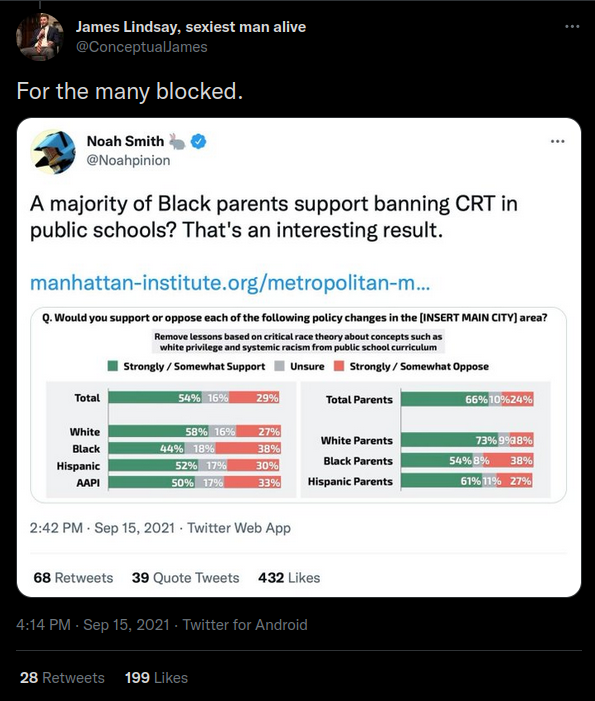 James Lindsay, sexiest man alive
@ConceptualJames
For the many blocked.
Noah Smith
@Noahpinion
A majority of Black parents support banning CRT in
public schools? That's an interesting result.
manhattan-institute.org/metropolitan-m...
Q. Would you support or oppose each of the following policy changes in the [INSERT MAIN CITY] area?
Remove lessons based on critical race theory about concepts such as
white privilege and systemic racism from public school curriculum
Strongly / Somewhat Support Unsure Strongly / Somewhat Oppose
Total 54% 16% 29%
White 58% 16% 27%
Black 44% 18% 38%
Hispanic 52% 17% 30%
AAPI 50% 17% 33%
Total Parents 66% 10% 24%
White Parents 73% 9% 18%
Black Parents 54% 8% 38%
Hispanic Parents 61% 11% 27%
2:42 PM · Sep 15, 2021 · Twitter Web App
68 Retweets 39 Quote Tweets 432 Likes
4:14 PM · Sep 15, 2021 · Twitter for Android
28 Retweets 199 Likes